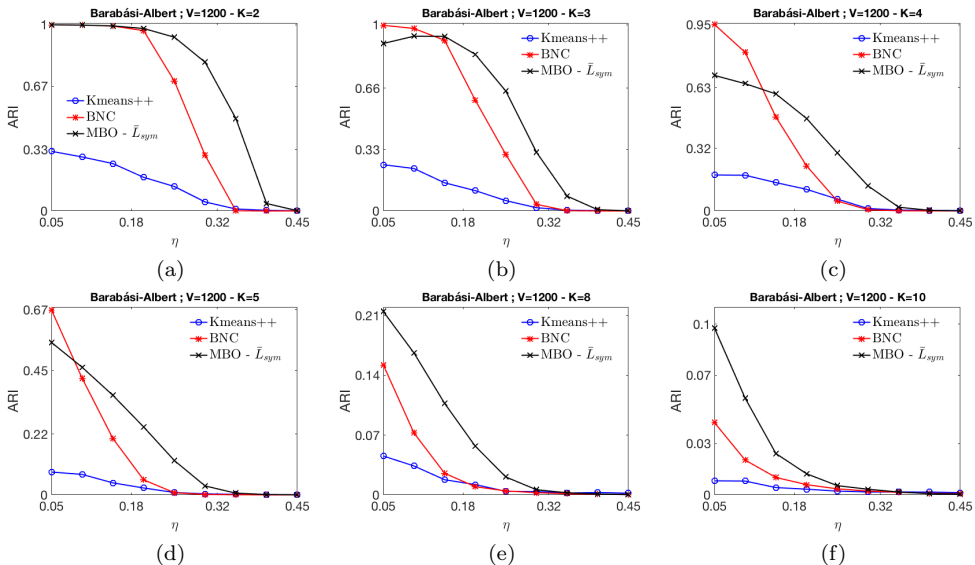 Barabási-Albert ; V=1200 - K=2
ARI
1
0.67
0.33
0
Kmeans++
BNC
MBO - L̄sym
0.05 0.18 0.32 0.45
η
(a)
Barabási-Albert ; V=1200 - K=3
ARI
1
0.66
0.33
0
Kmeans++
BNC
MBO - L̄sym
0.05 0.18 0.32 0.45
η
(b)
Barabási-Albert ; V=1200 - K=4
ARI
0.95
0.63
0.32
0
Kmeans++
BNC
MBO - L̄sym
0.05 0.18 0.32 0.45
η
(c)
Barabási-Albert ; V=1200 - K=5
ARI
0.67
0.45
0.22
0
Kmeans++
BNC
MBO - L̄sym
0.05 0.18 0.32 0.45
η
(d)
Barabási-Albert ; V=1200 - K=8
ARI
0.21
0.14
0.07
0
Kmeans++
BNC
MBO - L̄sym
0.05 0.18 0.32 0.45
η
(e)
Barabási-Albert ; V=1200 - K=10
ARI
0.1
0.07
0.03
0
Kmeans++
BNC
MBO - L̄sym
0.05 0.18 0.32 0.45
η
(f)